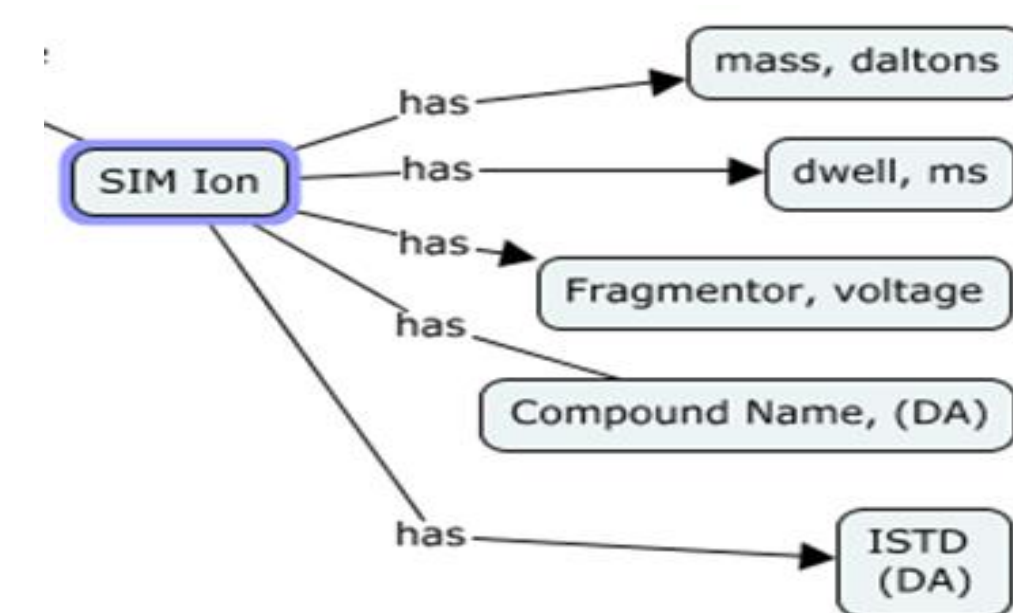 has
mass, daltons
SIM Ion
has
dwell, ms
has
Fragmentor, voltage
has
Compound Name, (DA)
has
ISTD
(DA)